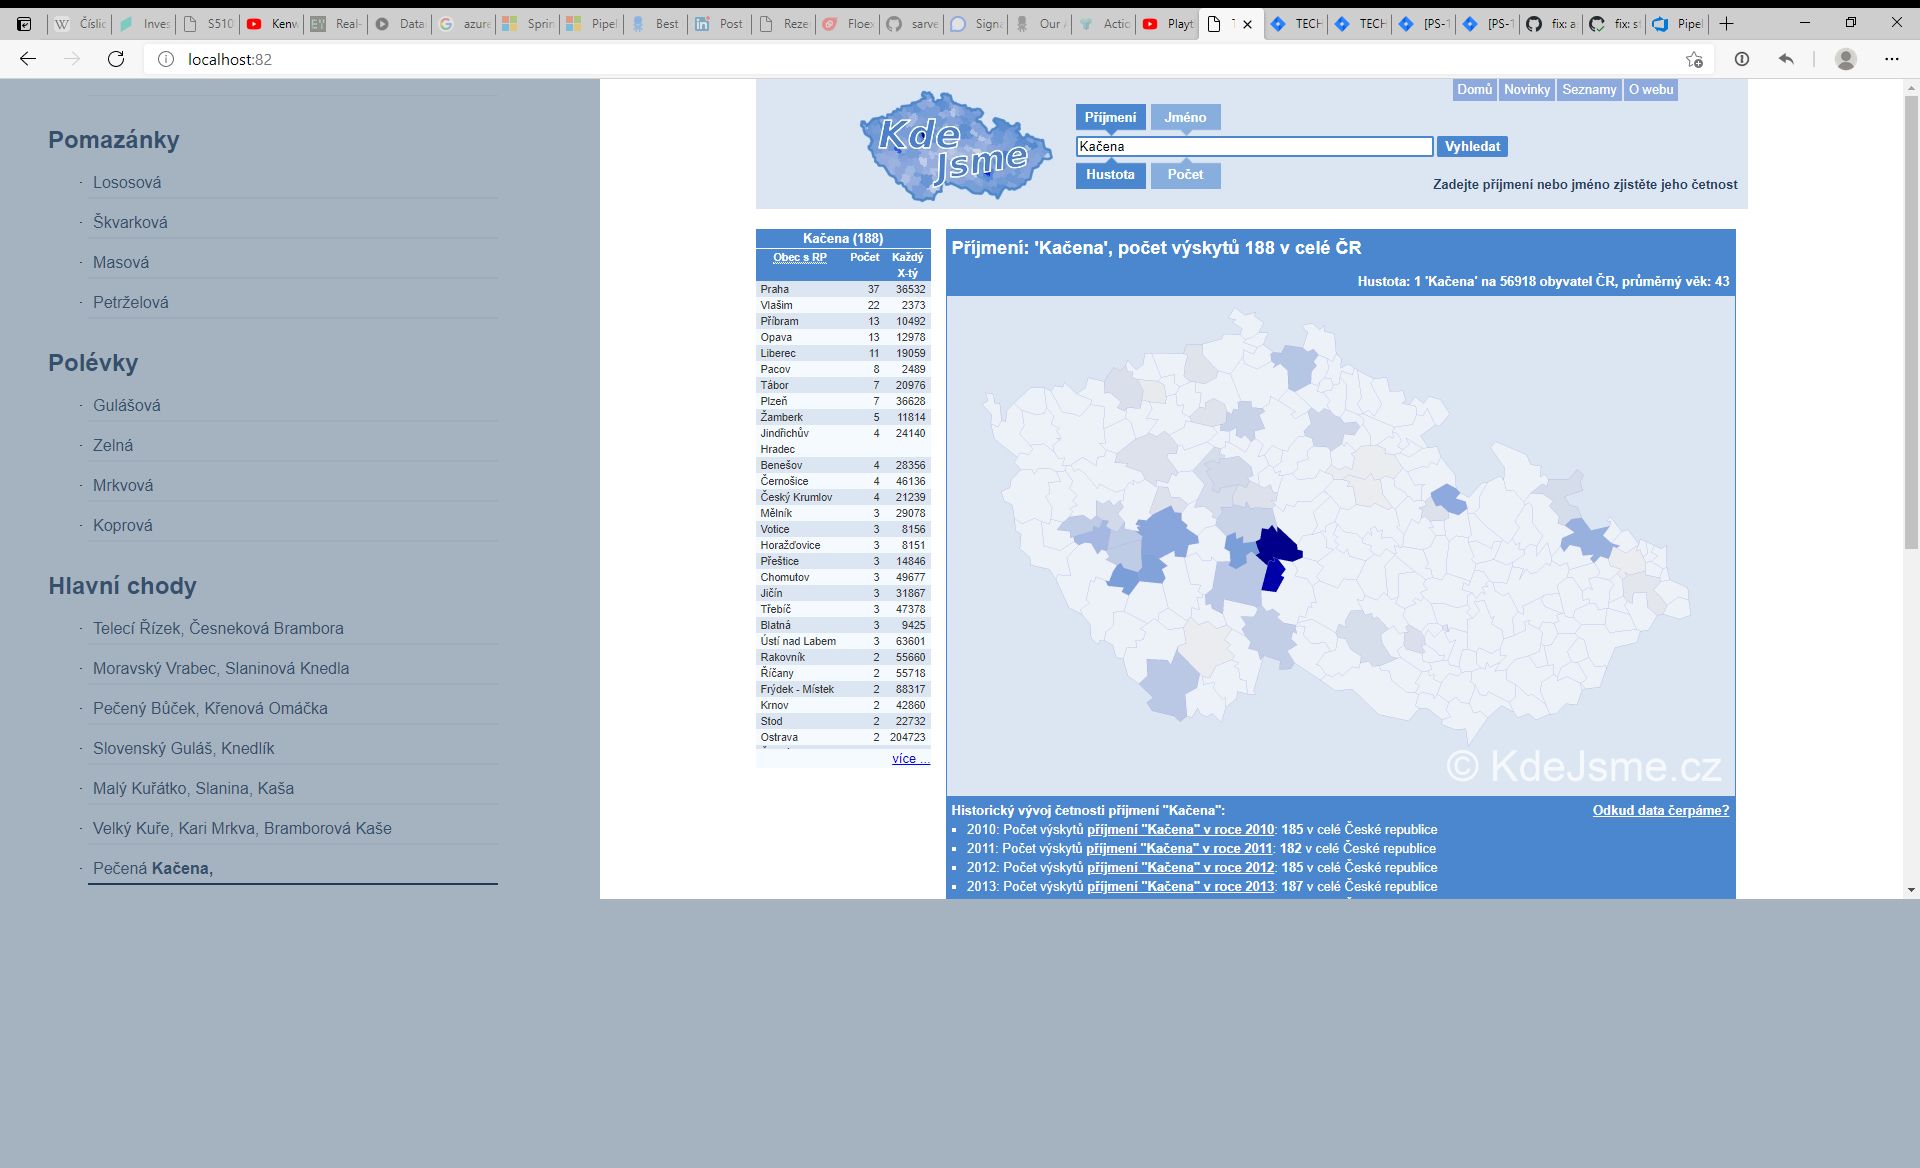 Číslic
Inves
S510
Kenw
Real-
Data
azure
Sprin
Pipel
Best
Post
Reze
Floex
sarve
Signa
Our A
Actio
Playt
TECH
TECH
[PS-1
[PS-1
fix: a
fix: s
Pipel
localhost:82
Pomazánky
· Lososová
· Škvarková
· Masová
· Petrželová
Polévky
· Gulášová
· Zelná
· Mrkvová
· Koprová
Hlavní chody
· Telecí Řízek, Česneková Brambora
· Moravský Vrabec, Slaninová Knedla
· Pečený Bůček, Křenová Omáčka
· Slovenský Guláš, Knedlík
· Malý Kuřátko, Slanina, Kaša
· Velký Kuře, Kari Mrkva, Bramborová Kaše
· Pečená Kačena,
Kde
Jsme
Domů Novinky Seznamy O webu
Příjmení Jméno
Kačena Vyhledat
Hustota Počet
Zadejte příjmení nebo jméno zjistěte jeho četnost
Kačena (188)
Obec s RP Počet Každý
X-tý
Praha 37 36532
Vlašim 22 2373
Příbram 13 10492
Opava 13 12978
Liberec 11 19059
Pacov 8 2489
Tábor 7 20976
Plzeň 7 36628
Žamberk 5 11814
Jindřichův 4 24140
Hradec
Benešov 4 28356
Černošice 4 46136
Český Krumlov 4 21239
Mělník 3 29078
Votice 3 8156
Horažďovice 3 8151
Přeštice 3 14846
Chomutov 3 49677
Jičín 3 31867
Třebíč 3 47378
Blatná 3 9425
Ústí nad Labem 3 63601
Rakovník 2 55660
Říčany 2 55718
Frýdek - Místek 2 88317
Krnov 2 42860
Stod 2 22732
Ostrava 2 204723
více ...
Příjmení: 'Kačena', počet výskytů 188 v celé ČR
Hustota: 1 'Kačena' na 56918 obyvatel ČR, průměrný věk: 43
© KdeJsme.cz
Historický vývoj četnosti příjmení "Kačena": Odkud data čerpáme?
▪ 2010: Počet výskytů příjmení "Kačena" v roce 2010: 185 v celé České republice
▪ 2011: Počet výskytů příjmení "Kačena" v roce 2011: 182 v celé České republice
▪ 2012: Počet výskytů příjmení "Kačena" v roce 2012: 185 v celé České republice
▪ 2013: Počet výskytů příjmení "Kačena" v roce 2013: 187 v celé České republice